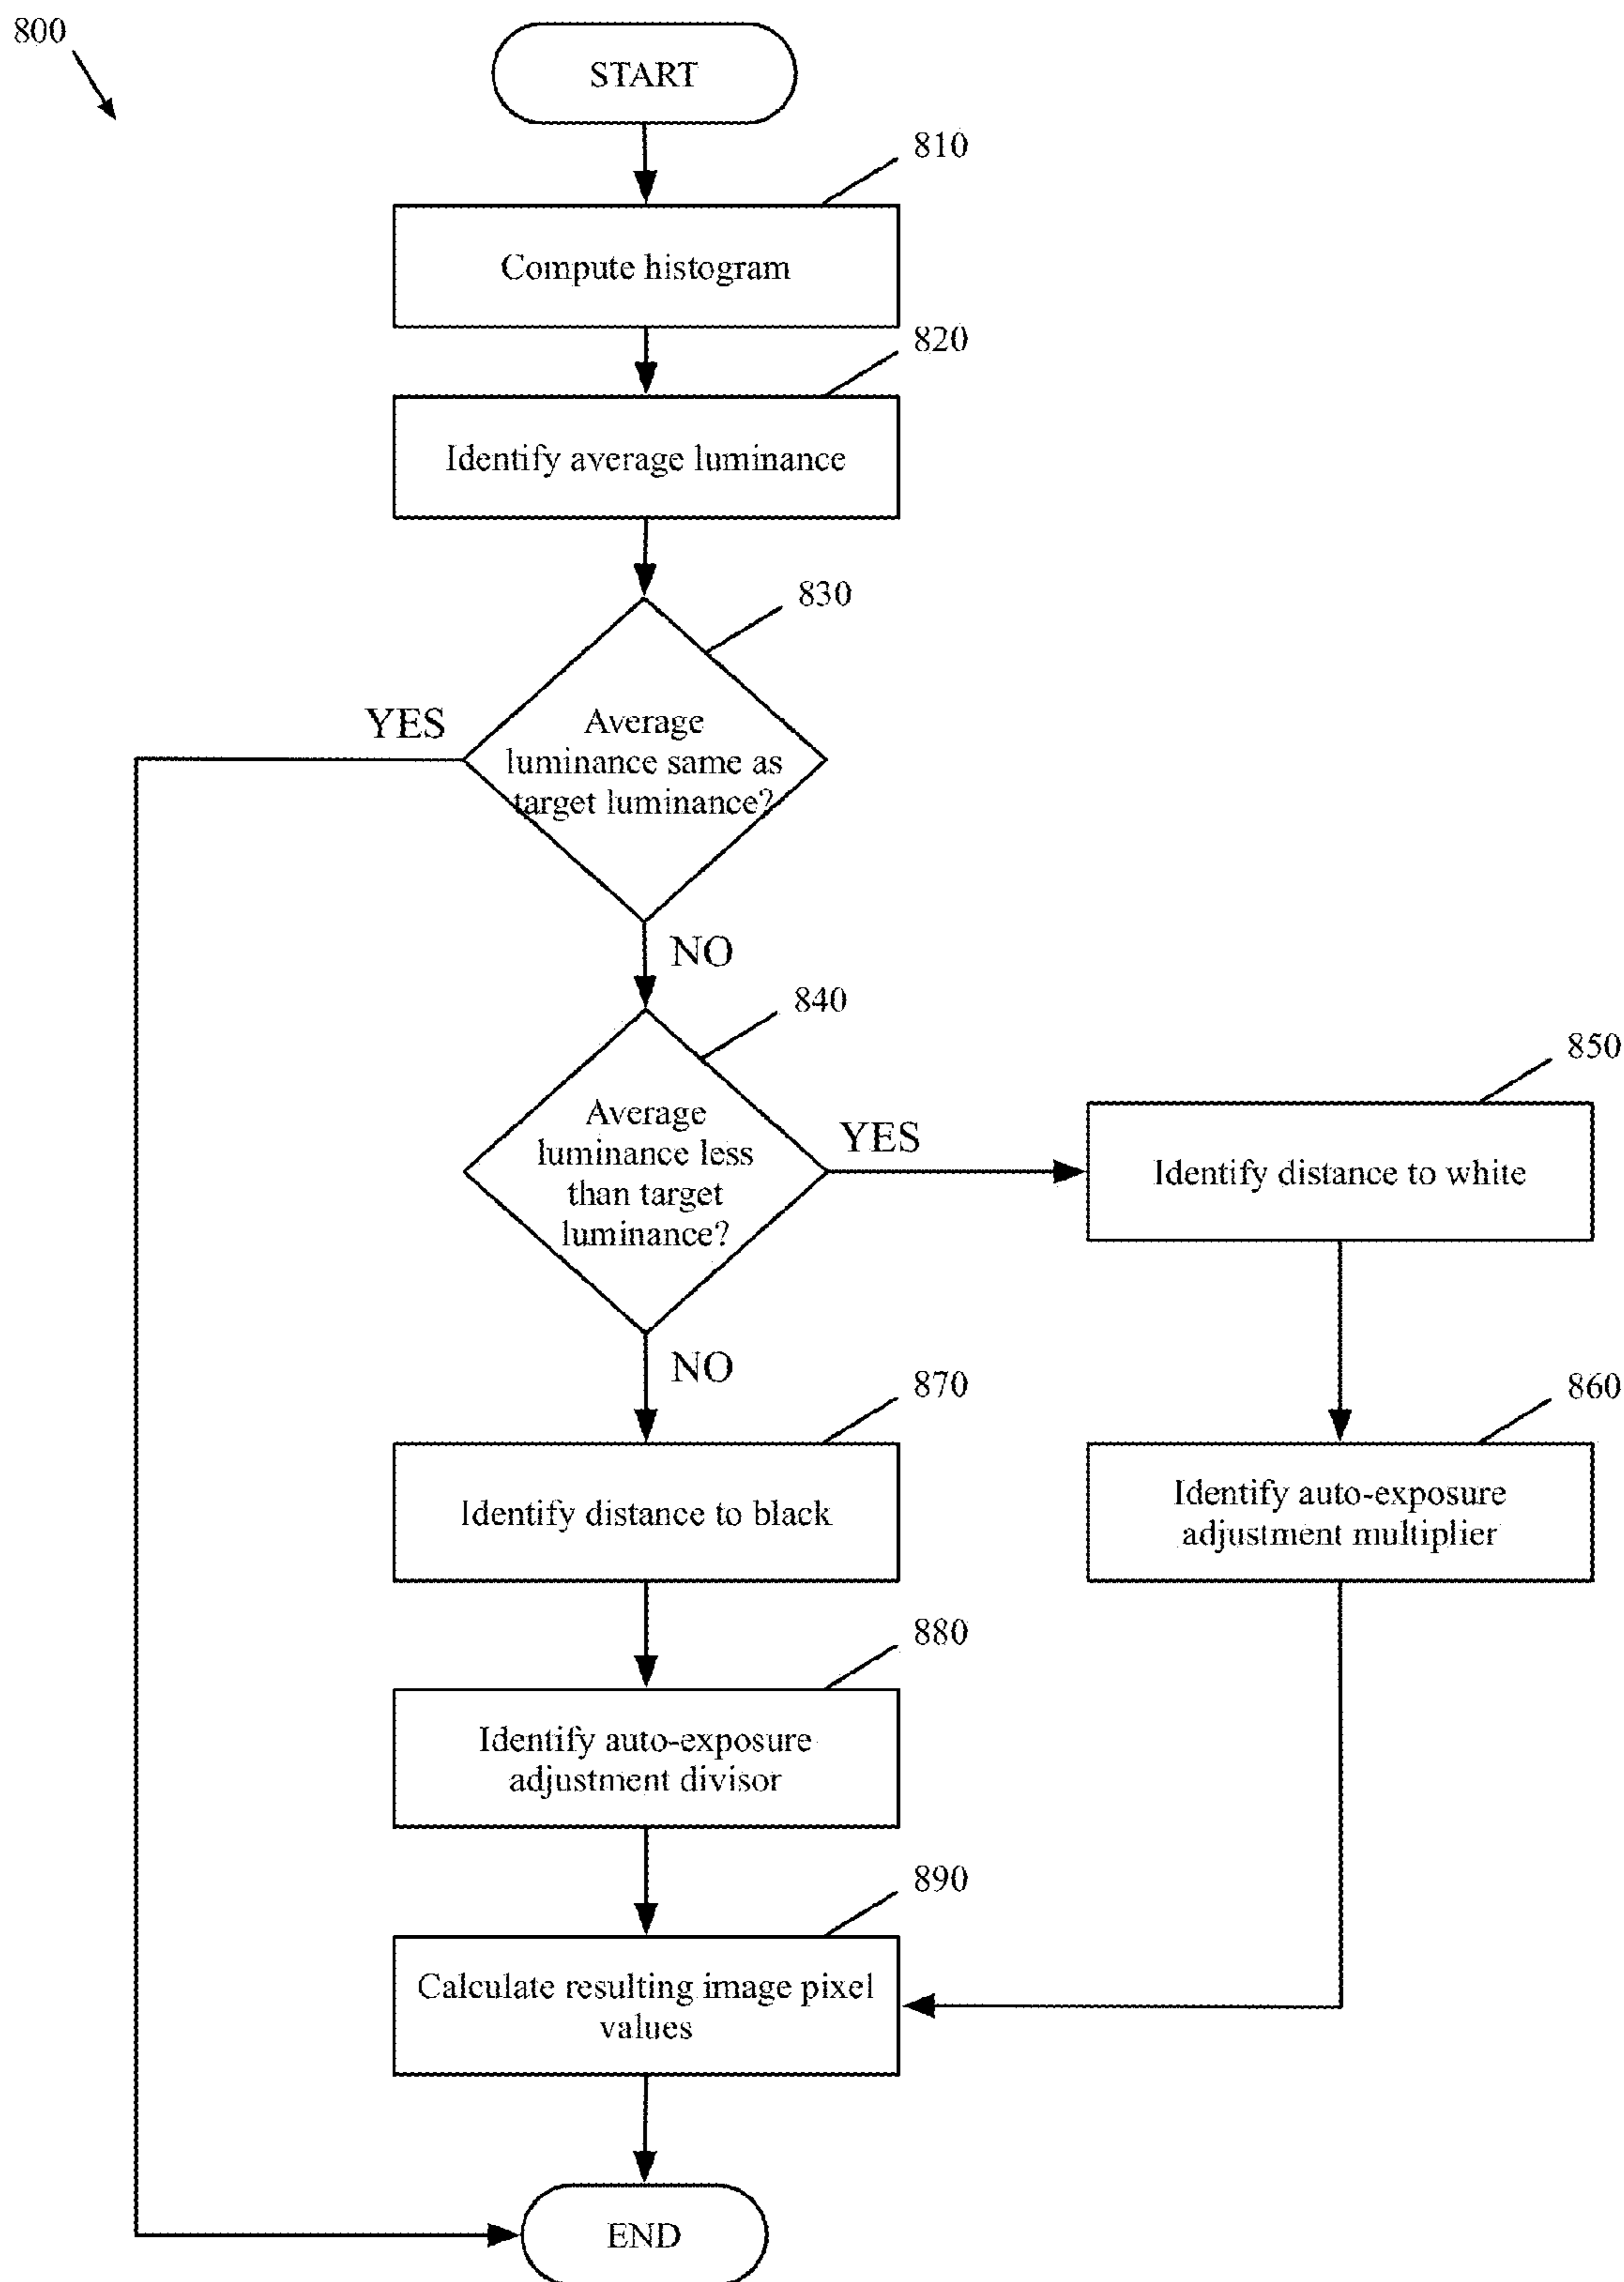 800
START
810
Compute histogram
820
Identify average luminance
830
YES
Average
luminance same as
target luminance?
NO
840
850
Average
luminance less
than target
luminance?
YES
Identify distance to white
NO
870
860
Identify distance to black
Identify auto-exposure
adjustment multiplier
880
Identify auto-exposure
adjustment divisor
890
Calculate resulting image pixel
values
END